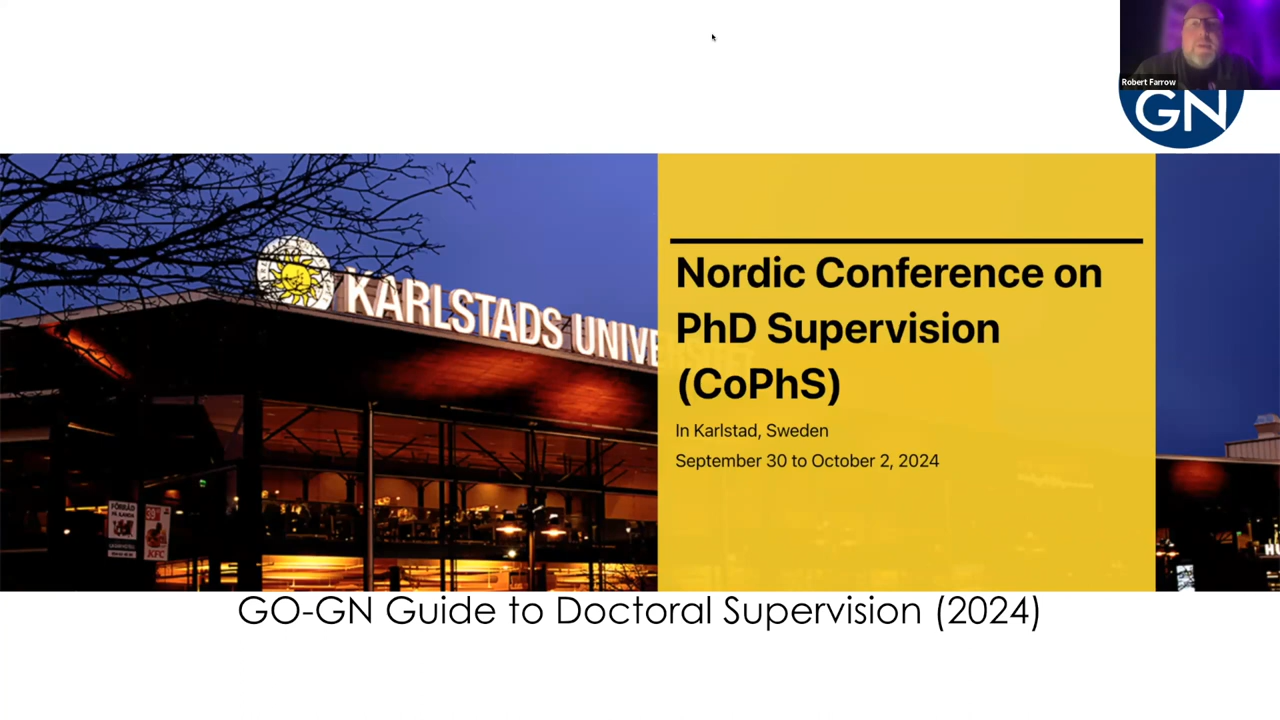 Robert Farrow
GN
KARLSTADS UNIVE
Nordic Conference on
PhD Supervision
(CoPhS)
In Karlstad, Sweden
September 30 to October 2, 2024
FÖRRÅD
KFC
GO-GN Guide to Doctoral Supervision (2024)